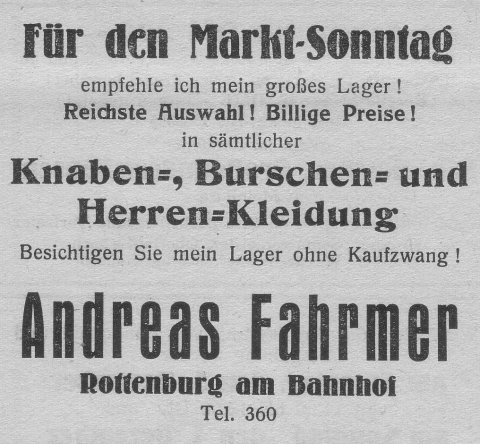 Für den Markt-Sonntag
empfehle ich mein großes Lager!
Reichste Auswahl! Billige Preise!
in sämtlicher
Knaben=, Burschen= und
Herren=Kleidung
Besichtigen Sie mein Lager ohne Kaufzwang!
Andreas Fahrmer
Rottenburg am Bahnhof
Tel. 360